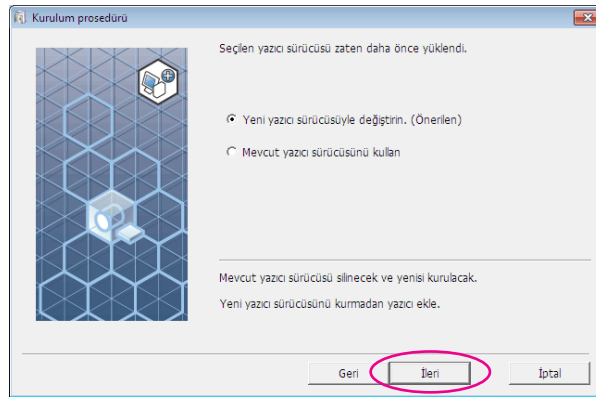 Kurulum prosedürü
Seçilen yazıcı sürücüsü zaten daha önce yüklendi.
Yeni yazıcı sürücüsüyle değiştirin. (Önerilen)
Mevcut yazıcı sürücüsünü kullan
Mevcut yazıcı sürücüsü silinecek ve yenisi kurulacak.
Yeni yazıcı sürücüsünü kurmadan yazıcı ekle.
Geri İleri İptal